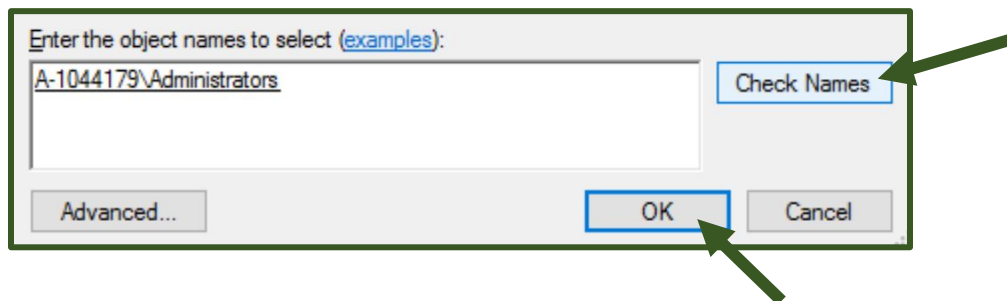 Enter the object names to select (examples):
A-1044179\Administrators
Check Names
Advanced...
OK
Cancel